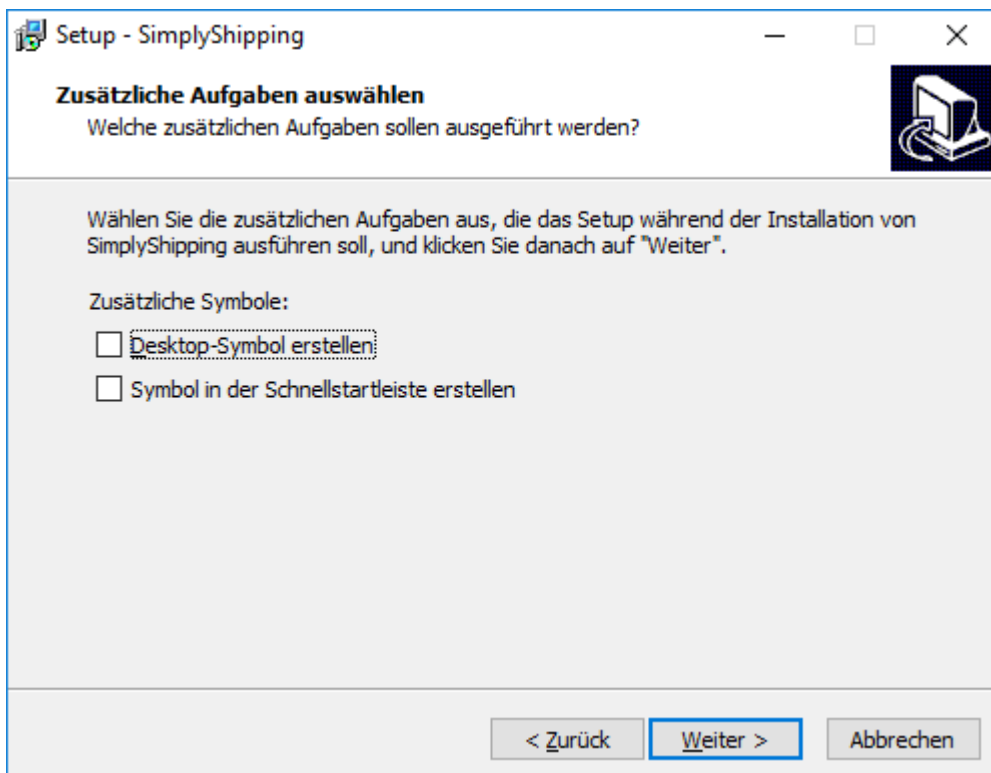 Setup - SimplyShipping
Zusätzliche Aufgaben auswählen
Welche zusätzlichen Aufgaben sollen ausgeführt werden?
Wählen Sie die zusätzlichen Aufgaben aus, die das Setup während der Installation von
SimplyShipping ausführen soll, und klicken Sie danach auf "Weiter".
Zusätzliche Symbole:
Desktop-Symbol erstellen
Symbol in der Schnellstartleiste erstellen
< Zurück Weiter > Abbrechen